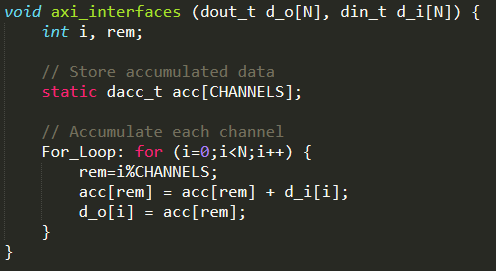 void axi_interfaces (dout_t d_o[N], din_t d_i[N]) {
    int i, rem;

    // Store accumulated data
    static dacc_t acc[CHANNELS];

    // Accumulate each channel
    For_Loop: for (i=0;i<N;i++) {
        rem=i%CHANNELS;
        acc[rem] = acc[rem] + d_i[i];
        d_o[i] = acc[rem];
    }
}